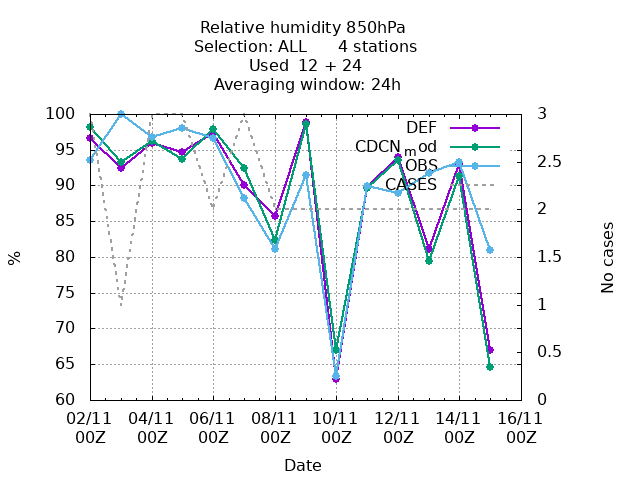 Relative humidity 850hPa
Selection: ALL 4 stations
Used 12 + 24
Averaging window: 24h
100
95
90
85
80
75
70
65
60
%
3
2.5
2
1.5
1
0.5
0
No cases
DEF
CDCN_mod
OBS
CASES
02/11 04/11 06/11 08/11 10/11 12/11 14/11 16/11
00Z 00Z 00Z 00Z 00Z 00Z 00Z 00Z
Date